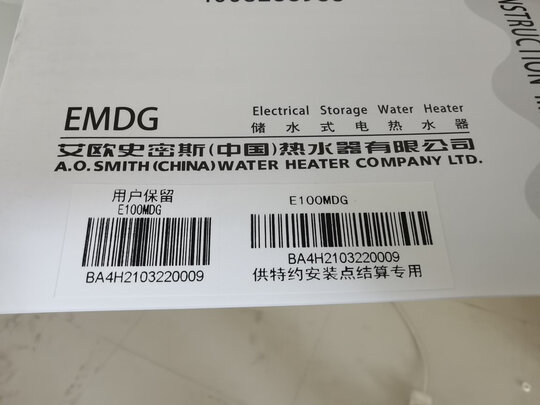 EMDG
Electrical Storage Water Heater
储水式电热水器
艾欧史密斯(中国)热水器有限公司
A.O.SMITH(CHINA)WATER HEATER COMPANY LTD.
用户保留
E100MDG
BA4H2103220009
E100MDG
BA4H2103220009
供特约安装点结算专用